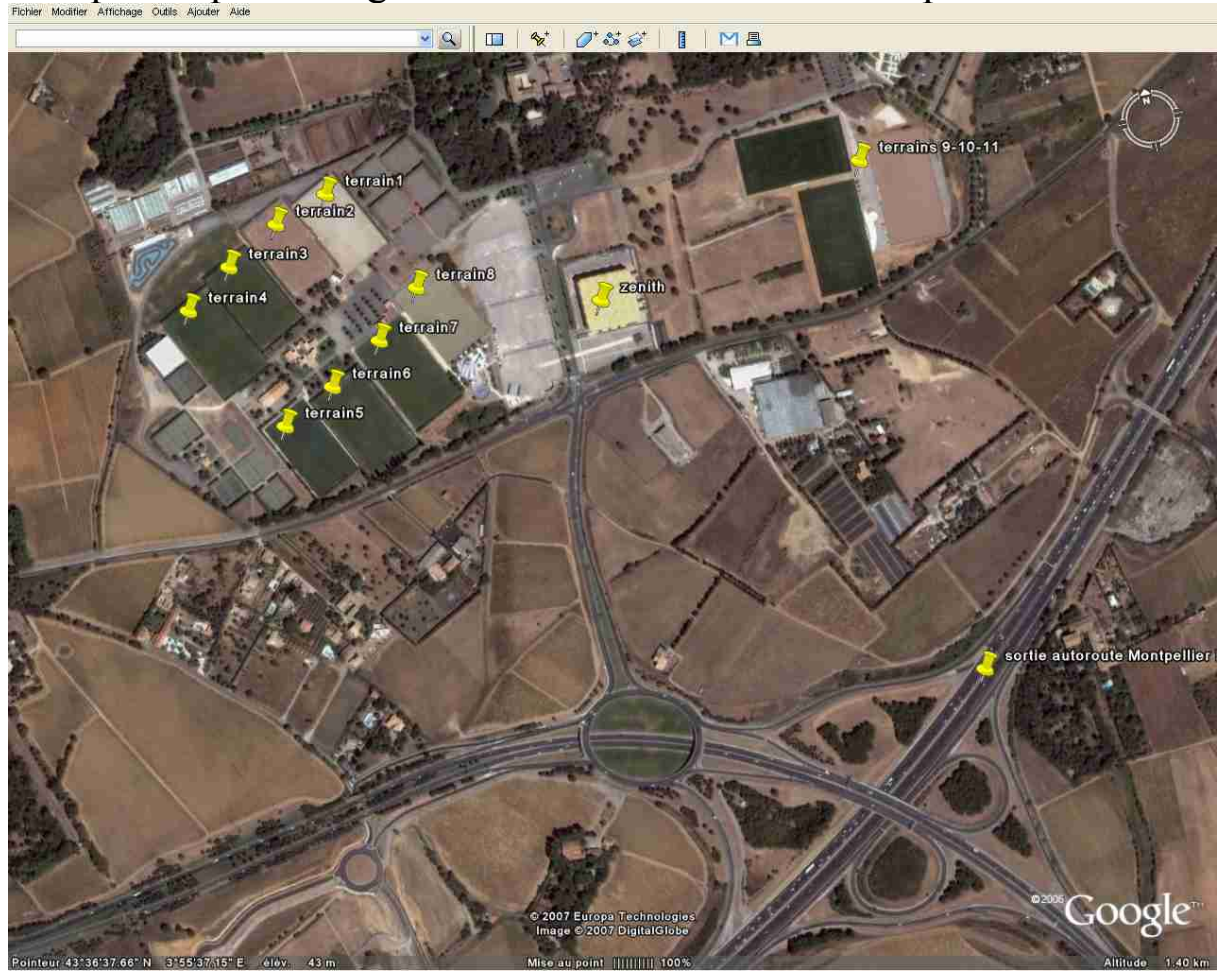 Fichier Modifier Affichage Outils Ajouter Aide
N
terrains 9-10-11
terrain1
terrain2
terrain3
terrain8
zenith
terrain4
terrain7
terrain6
terrain5
sortie autoroute Montpellier
©2006 Google™
© 2007 Europa Technologies
Image © 2007 DigitalGlobe
Pointeur 43°36'37.66" N 3°55'37.15" E élév. 43 m Mise au point 100% Altitude 1.40 km